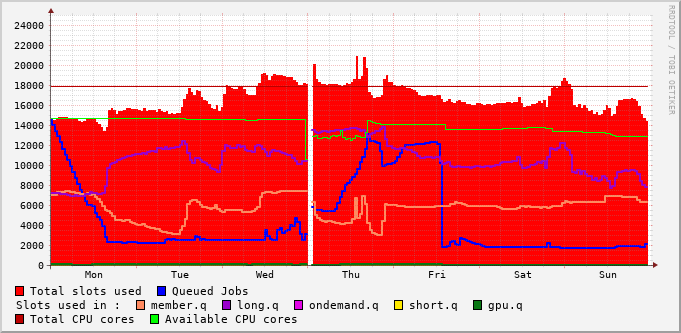 24000
22000
20000
18000
16000
14000
12000
10000
8000
6000
4000
2000
0
Mon Tue Wed Thu Fri Sat Sun
Total slots used Queued Jobs
Slots used in : member.q long.q ondemand.q short.q gpu.q
Total CPU cores Available CPU cores
RRDTOOL / TOBI OETIKER